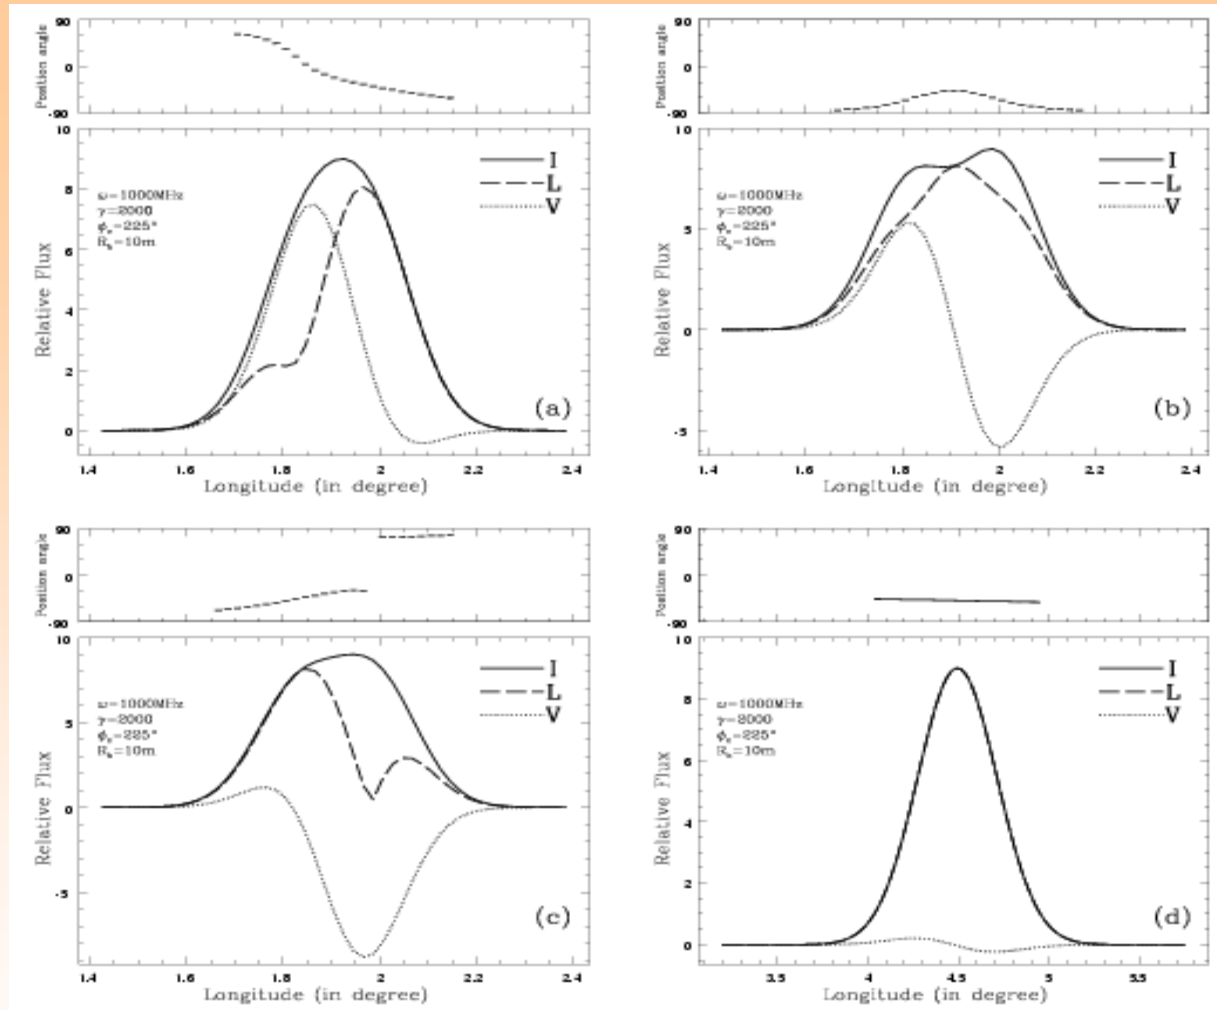 Position angle
90
0
-90
Relative Flux
10
8
6
4
2
0
I
L
V
ω=1000MHz
γ=2000
(a)
1.4 1.6 1.8 2 2.2 2.4
Longitude (in degree)
Position angle
90
0
-90
Relative Flux
10
5
0
-5
I
L
V
ω=1000MHz
γ=2000
(b)
1.4 1.6 1.8 2 2.2 2.4
Longitude (in degree)
Position angle
90
0
-90
Relative Flux
10
5
0
-5
I
L
V
ω=1000MHz
γ=2000
(c)
1.4 1.6 1.8 2 2.2 2.4
Longitude (in degree)
Position angle
90
0
-90
Relative Flux
10
8
6
4
2
0
I
L
V
ω=1000MHz
γ=2000
(d)
3.5 4 4.5 5 5.5
Longitude (in degree)